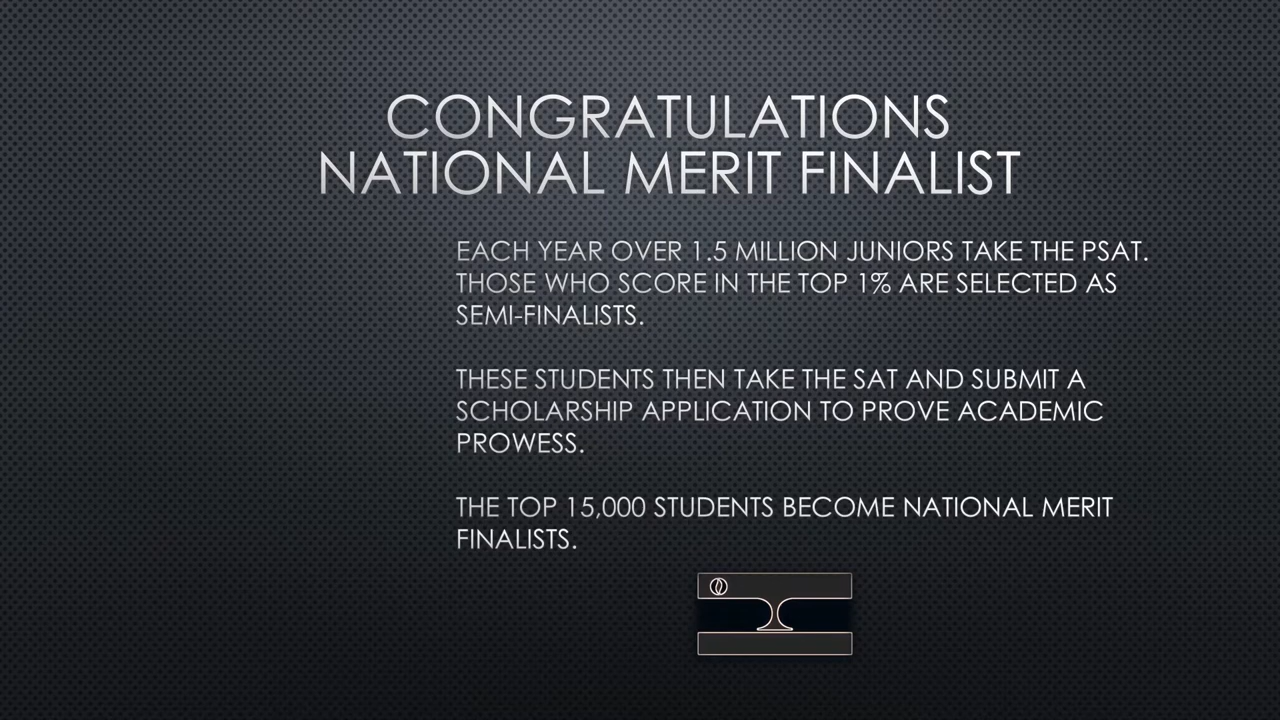 CONGRATULATIONS
NATIONAL MERIT FINALIST
EACH YEAR OVER 1.5 MILLION JUNIORS TAKE THE PSAT.
THOSE WHO SCORE IN THE TOP 1% ARE SELECTED AS
SEMI-FINALISTS.
THESE STUDENTS THEN TAKE THE SAT AND SUBMIT A
SCHOLARSHIP APPLICATION TO PROVE ACADEMIC
PROWESS.
THE TOP 15,000 STUDENTS BECOME NATIONAL MERIT
FINALISTS.